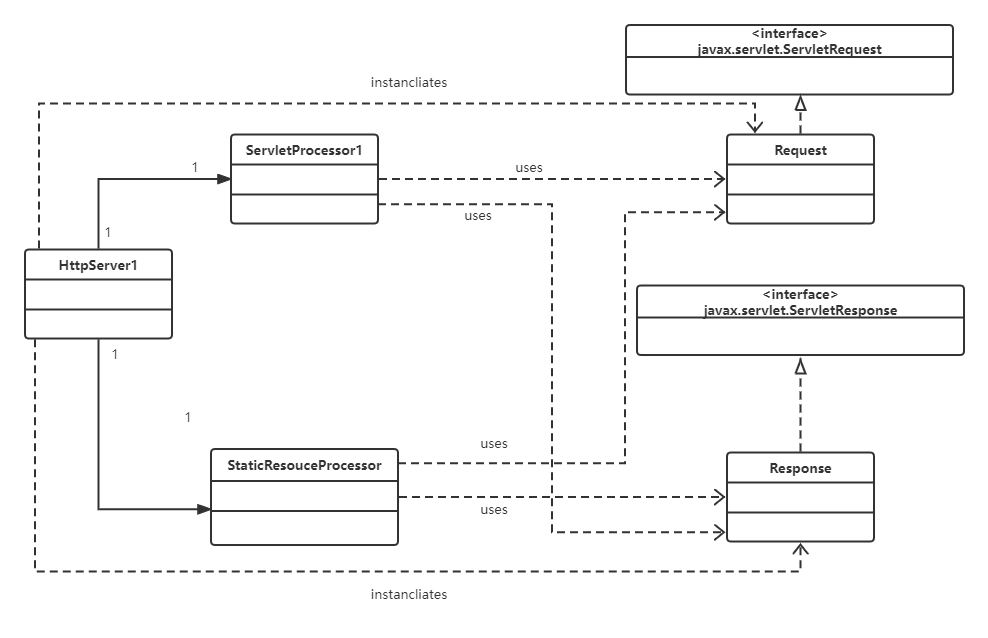 <interface>
javax.servlet.ServletRequest
instancliates
ServletProcessor1
Request
1
uses
uses
1
HttpServer1
<interface>
javax.servlet.ServletResponse
1
1
uses
StaticResouceProcessor
Response
uses
instancliates